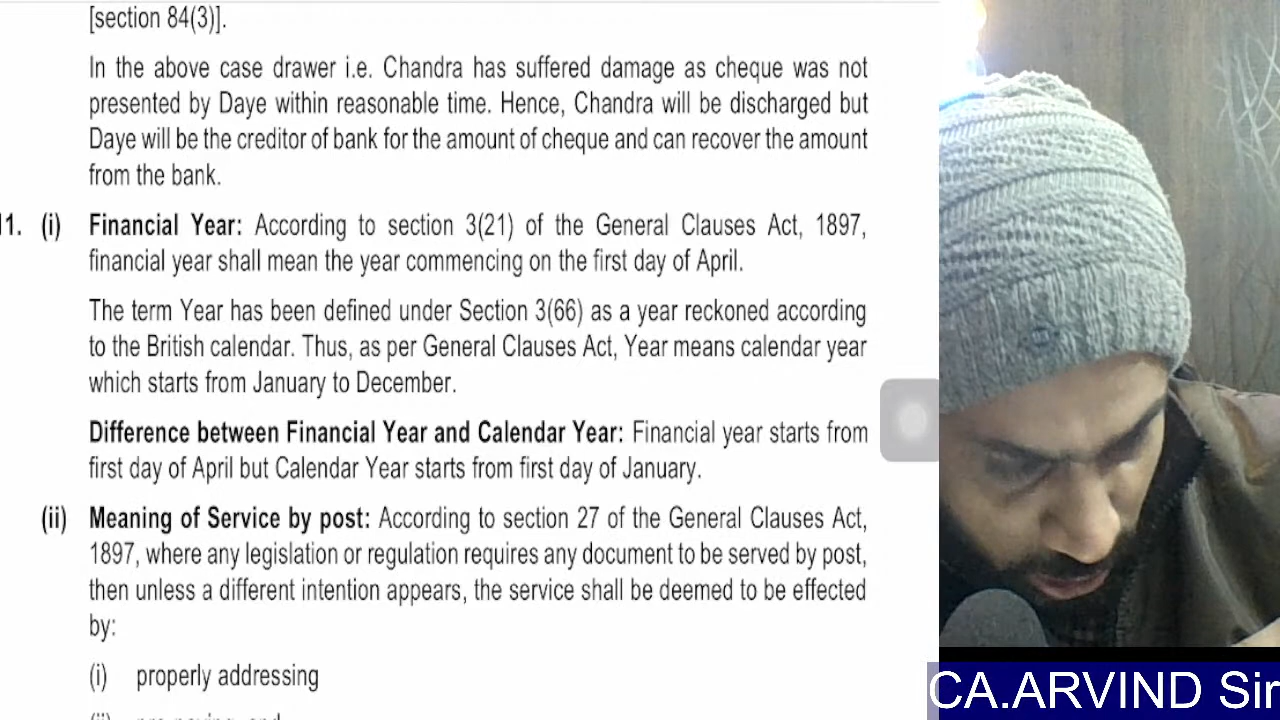 [section 84(3)].
In the above case drawer i.e. Chandra has suffered damage as cheque was not
presented by Daye within reasonable time. Hence, Chandra will be discharged but
Daye will be the creditor of bank for the amount of cheque and can recover the amount
from the bank.
11. (i) Financial Year: According to section 3(21) of the General Clauses Act, 1897,
financial year shall mean the year commencing on the first day of April.
The term Year has been defined under Section 3(66) as a year reckoned according
to the British calendar. Thus, as per General Clauses Act, Year means calendar year
which starts from January to December.
Difference between Financial Year and Calendar Year: Financial year starts from
first day of April but Calendar Year starts from first day of January.
(ii) Meaning of Service by post: According to section 27 of the General Clauses Act,
1897, where any legislation or regulation requires any document to be served by post,
then unless a different intention appears, the service shall be deemed to be effected
by:
(i) properly addressing
(ii) pre-paying, and
CA.ARVIND Sir